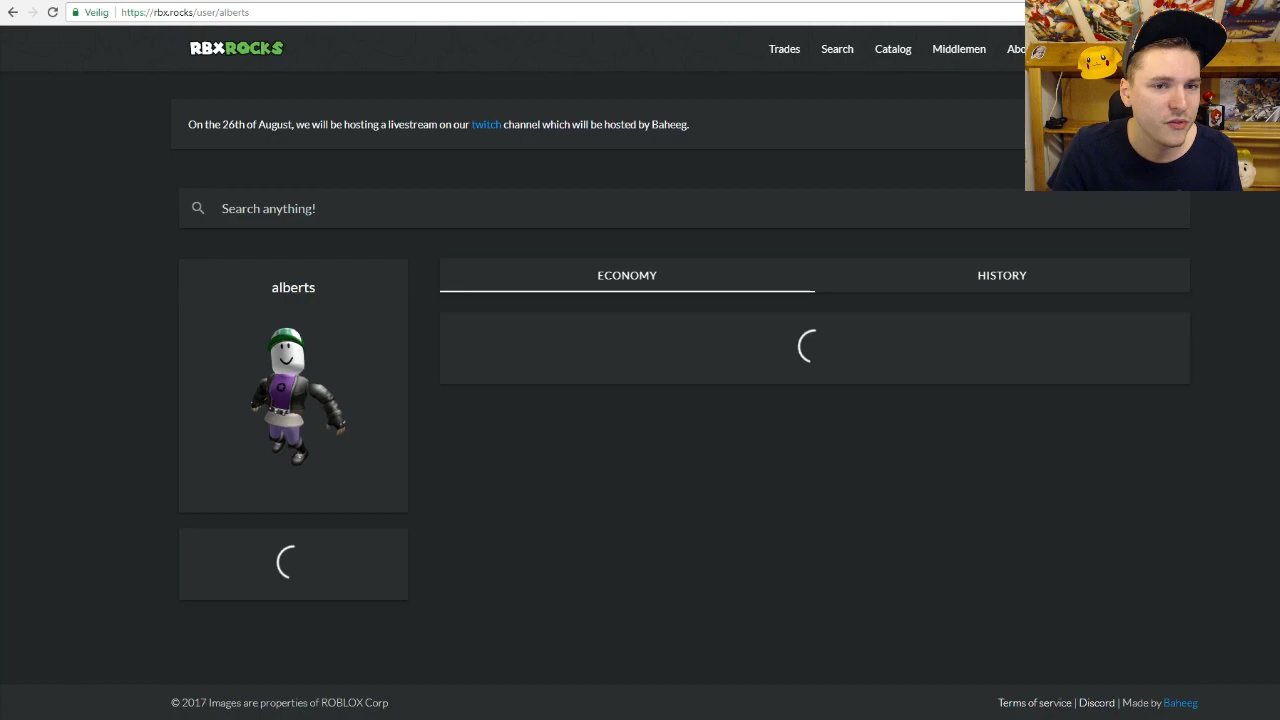 Veilig https://rbx.rocks/user/alberts
RBXROCKS
Trades Search Catalog Middlemen
On the 26th of August, we will be hosting a livestream on our twitch channel which will be hosted by Baheeg.
Search anything!
alberts
ECONOMY HISTORY
© 2017 Images are properties of ROBLOX Corp
Terms of service | Discord | Made by Baheeg